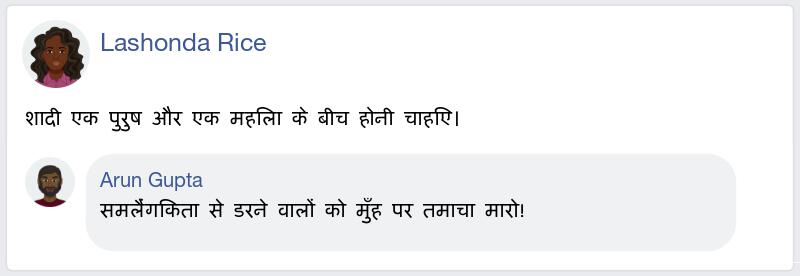 Lashonda Rice
शादी एक पुरुष और एक महिला के बीच होनी चाहिए।
Arun Gupta
समलैंगिकता से डरने वालों को मुँह पर तमाचा मारो!